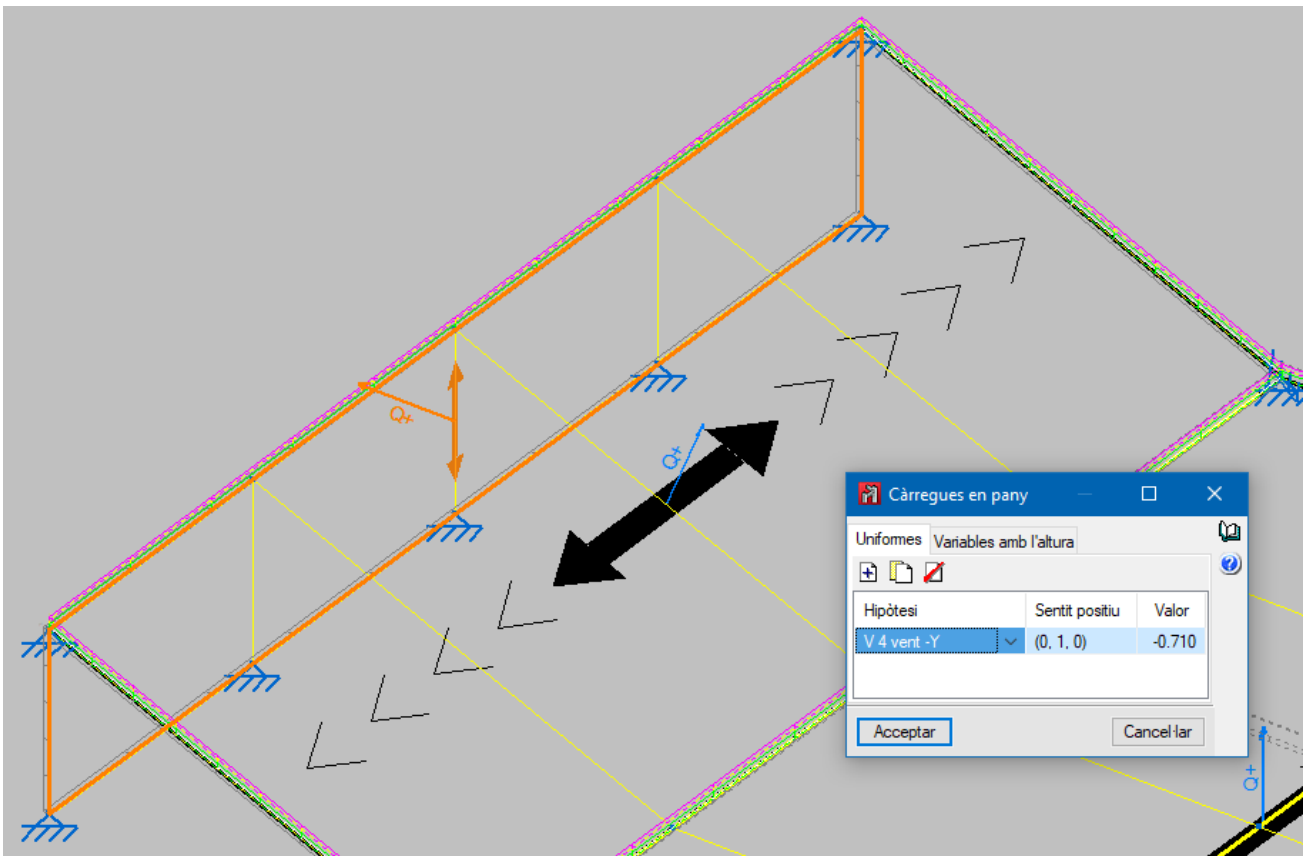 Q+
Q+
Càrregues en pany
Uniformes Variables amb l'altura
Hipòtesi Sentit positiu Valor
V 4 vent -Y (0, 1, 0) -0.710
Acceptar Cancel·lar
Q+